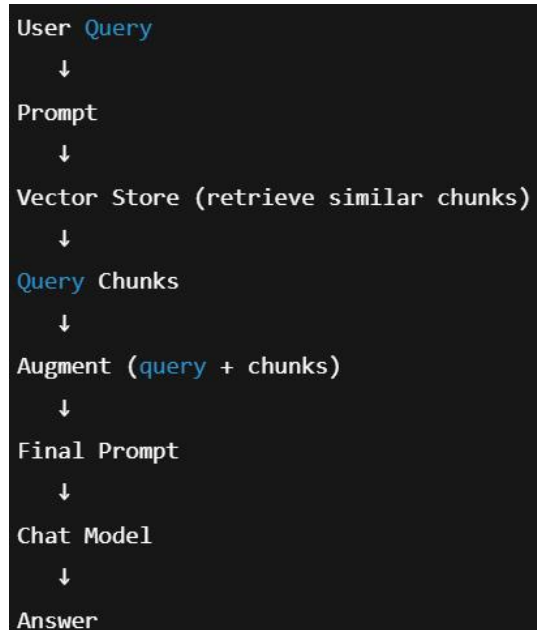 User Query
↓
Prompt
↓
Vector Store (retrieve similar chunks)
↓
Query Chunks
↓
Augment (query + chunks)
↓
Final Prompt
↓
Chat Model
↓
Answer